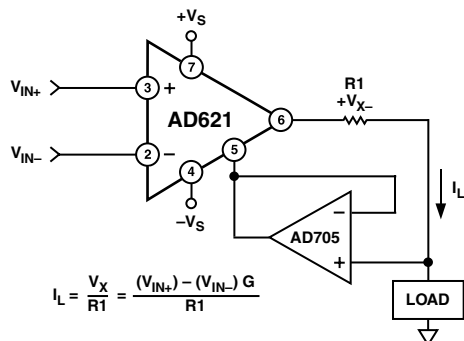 +VS
7
R1
+VX–
VIN+
3
+
AD621
6
VIN–
2
–
5
4
–VS
IL
–
AD705
+
LOAD
IL = VX / R1 = (VIN+) – (VIN–) G / R1